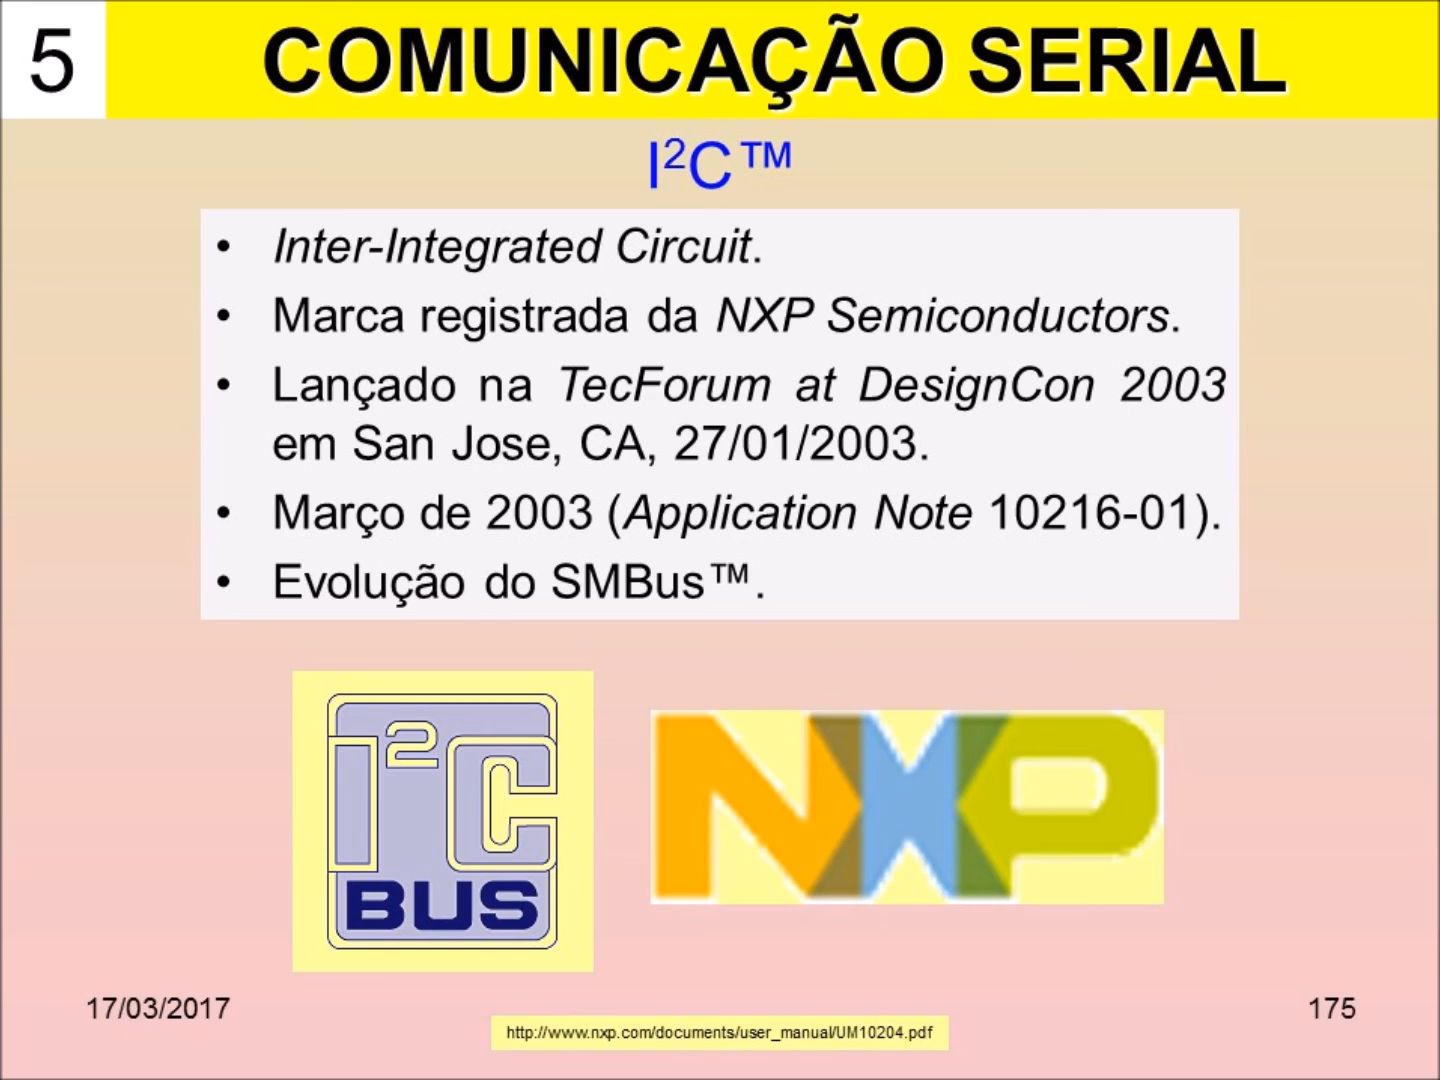 5
COMUNICAÇÃO SERIAL
I²C™
• Inter-Integrated Circuit.
• Marca registrada da NXP Semiconductors.
• Lançado na TecForum at DesignCon 2003
em San Jose, CA, 27/01/2003.
• Março de 2003 (Application Note 10216-01).
• Evolução do SMBus™.
I²C
BUS
NXP
17/03/2017
175
http://www.nxp.com/documents/user_manual/UM10204.pdf